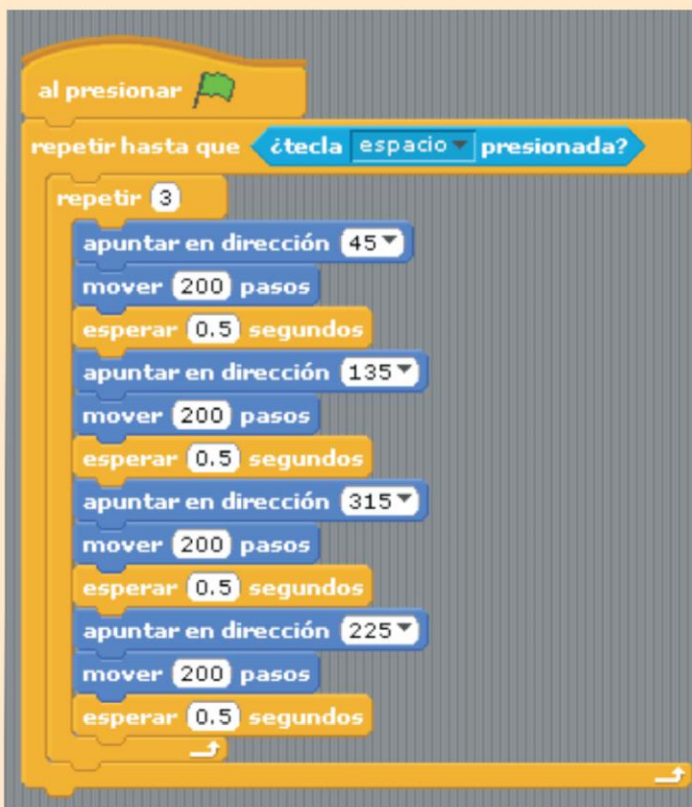 al presionar
repetir hasta que ¿tecla espacio presionada?
repetir 3
apuntar en dirección 45
mover 200 pasos
esperar 0.5 segundos
apuntar en dirección 135
mover 200 pasos
esperar 0.5 segundos
apuntar en dirección 315
mover 200 pasos
esperar 0.5 segundos
apuntar en dirección 225
mover 200 pasos
esperar 0.5 segundos